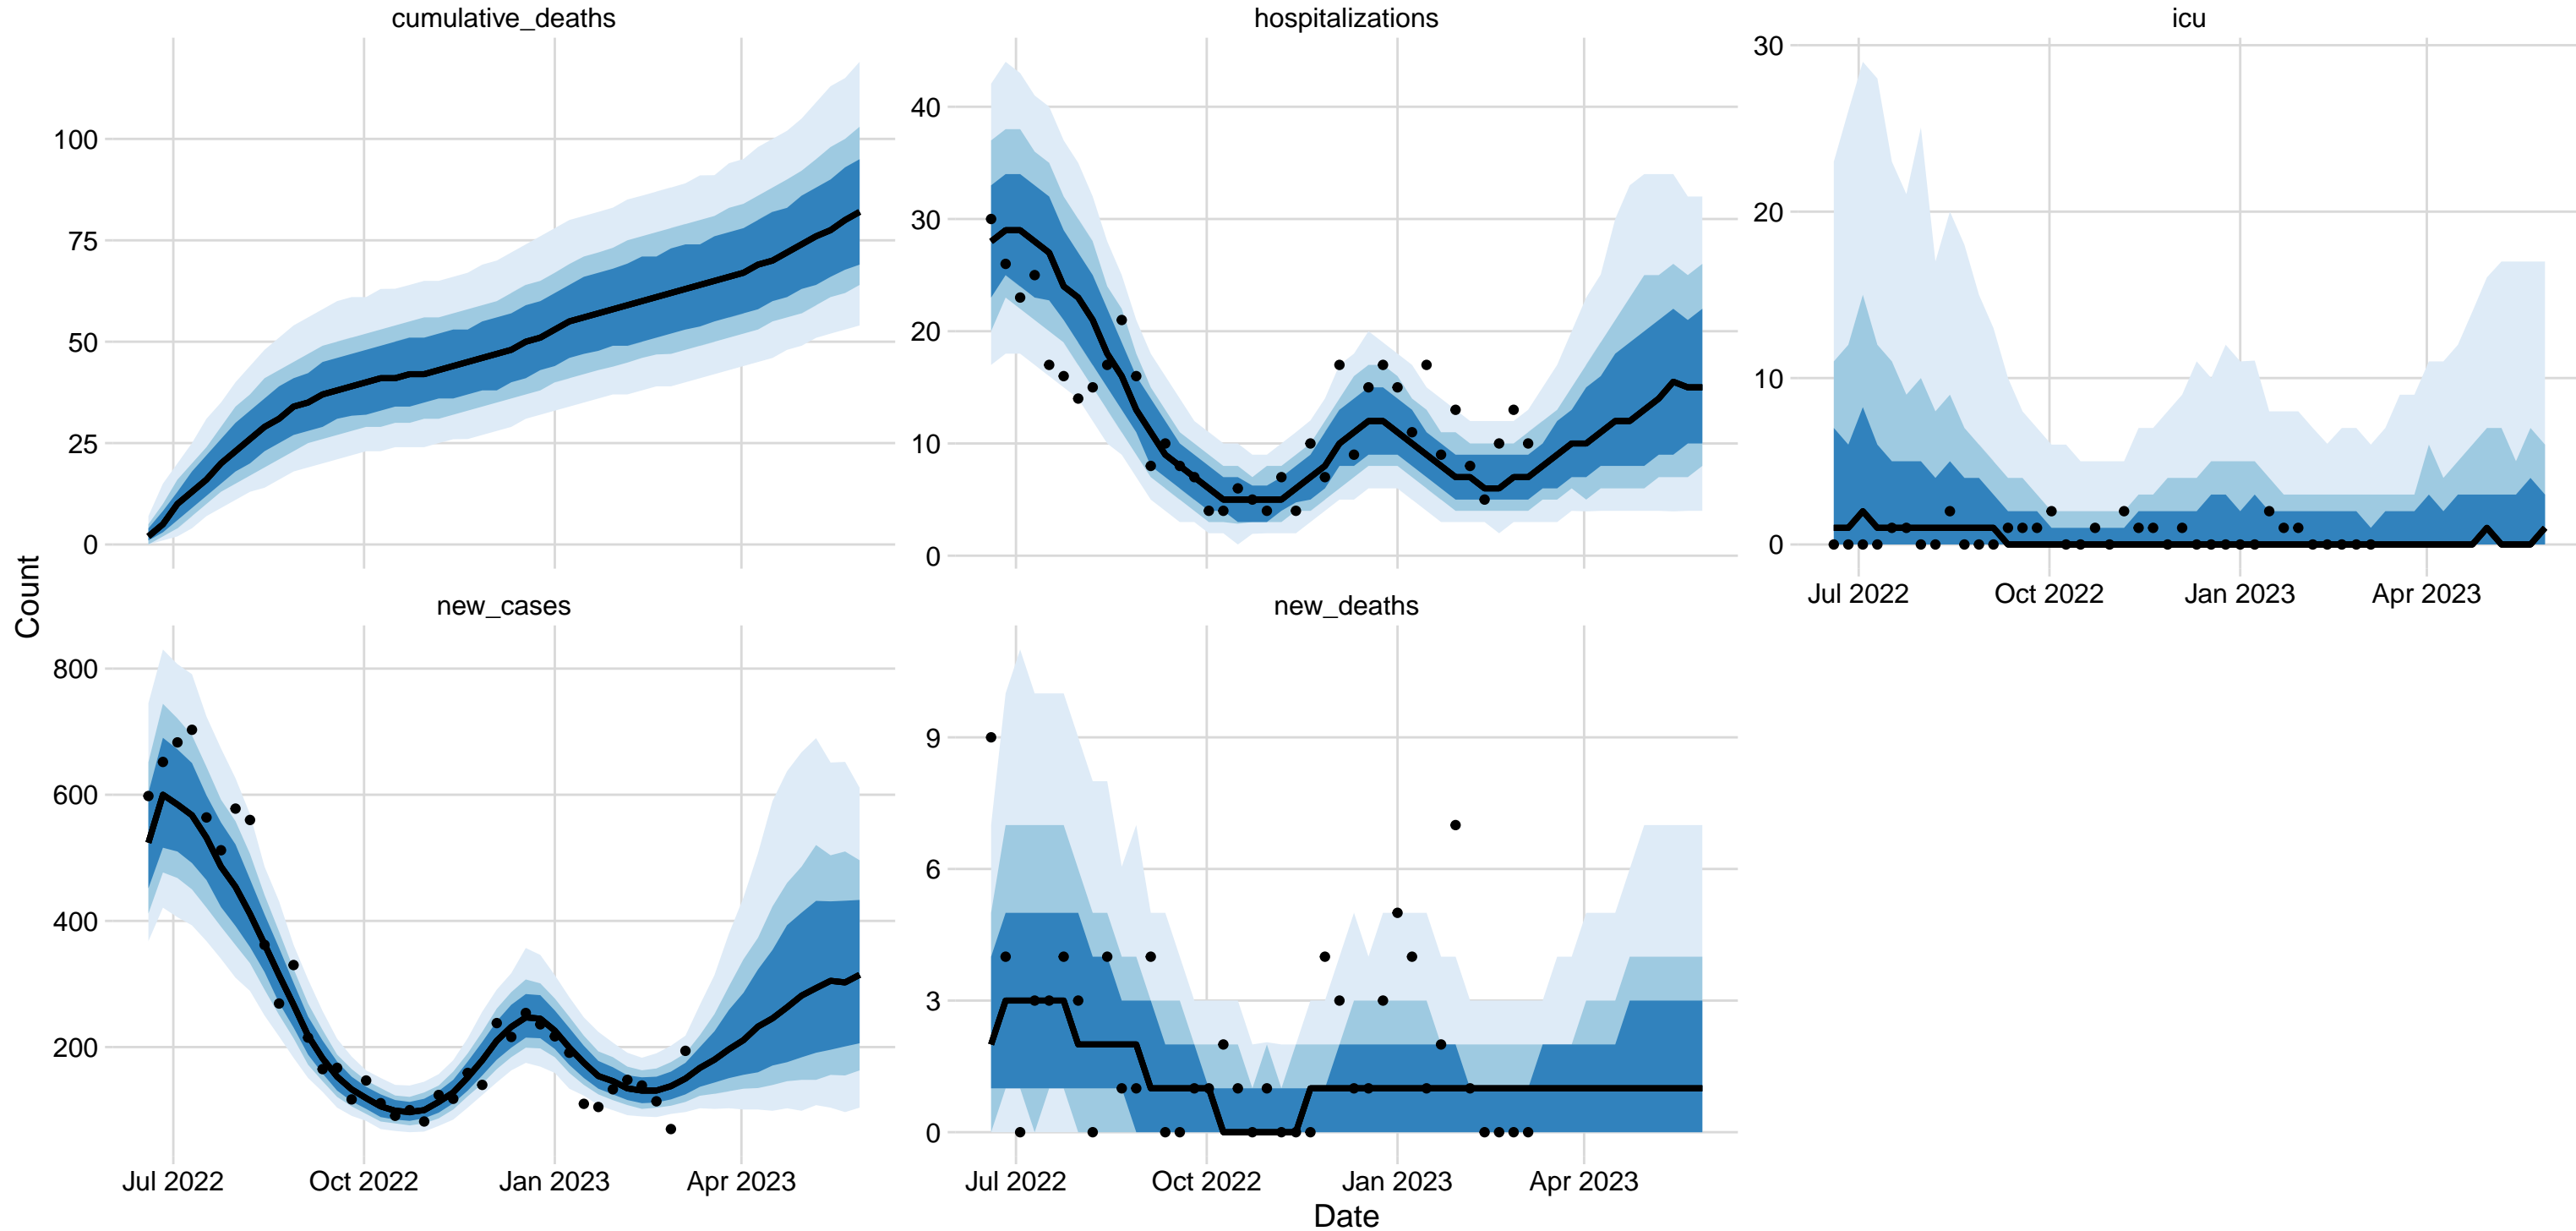 cumulative_deaths
hospitalizations
icu
100
75
50
25
0
40
30
20
10
0
30
20
10
0
Jul 2022
Oct 2022
Jan 2023
Apr 2023
Count
new_cases
new_deaths
800
600
400
200
9
6
3
0
Jul 2022
Oct 2022
Jan 2023
Apr 2023
Jul 2022
Oct 2022
Jan 2023
Apr 2023
Date